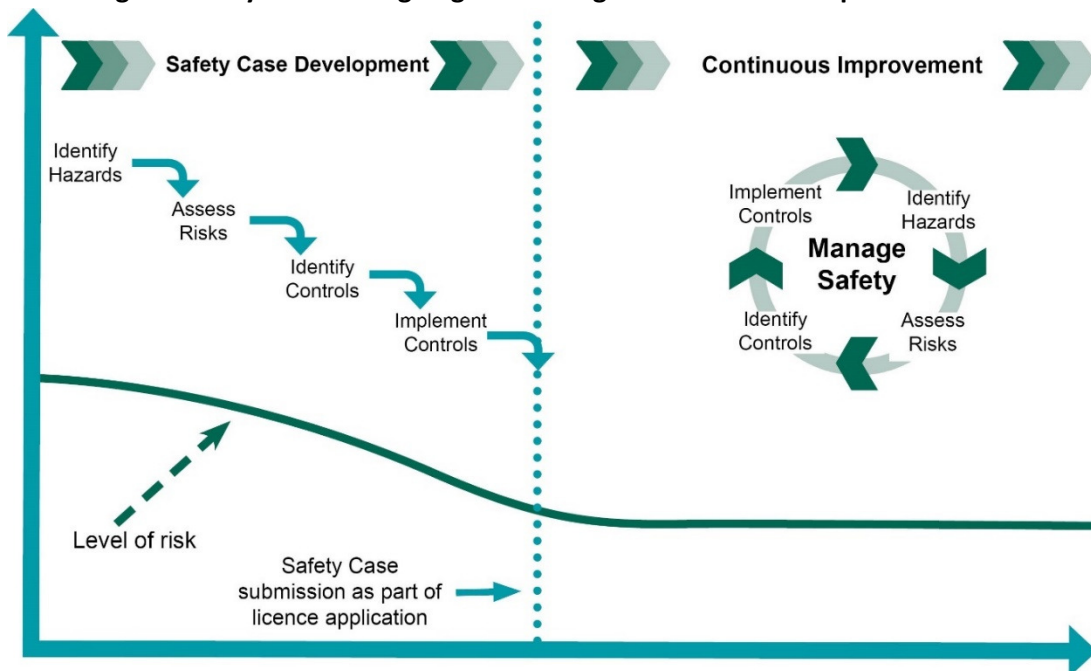 Safety Case Development
Continuous Improvement
Identify
Hazards
Assess
Risks
Identify
Controls
Implement
Controls
Implement
Controls
Identify
Hazards
Manage
Safety
Identify
Controls
Assess
Risks
Level of risk
Safety Case
submission as part of
licence application